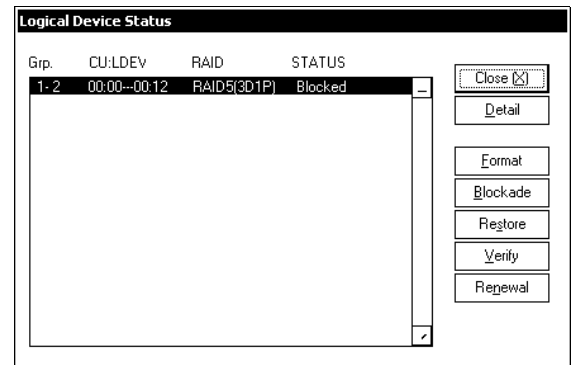 Logical Device Status
Grp. CU:LDEV RAID STATUS
1- 2 00:00---00:12 RAID5(3D1P) Blocked
Close (X)
Detail
Format
Blockade
Restore
Verify
Renewal